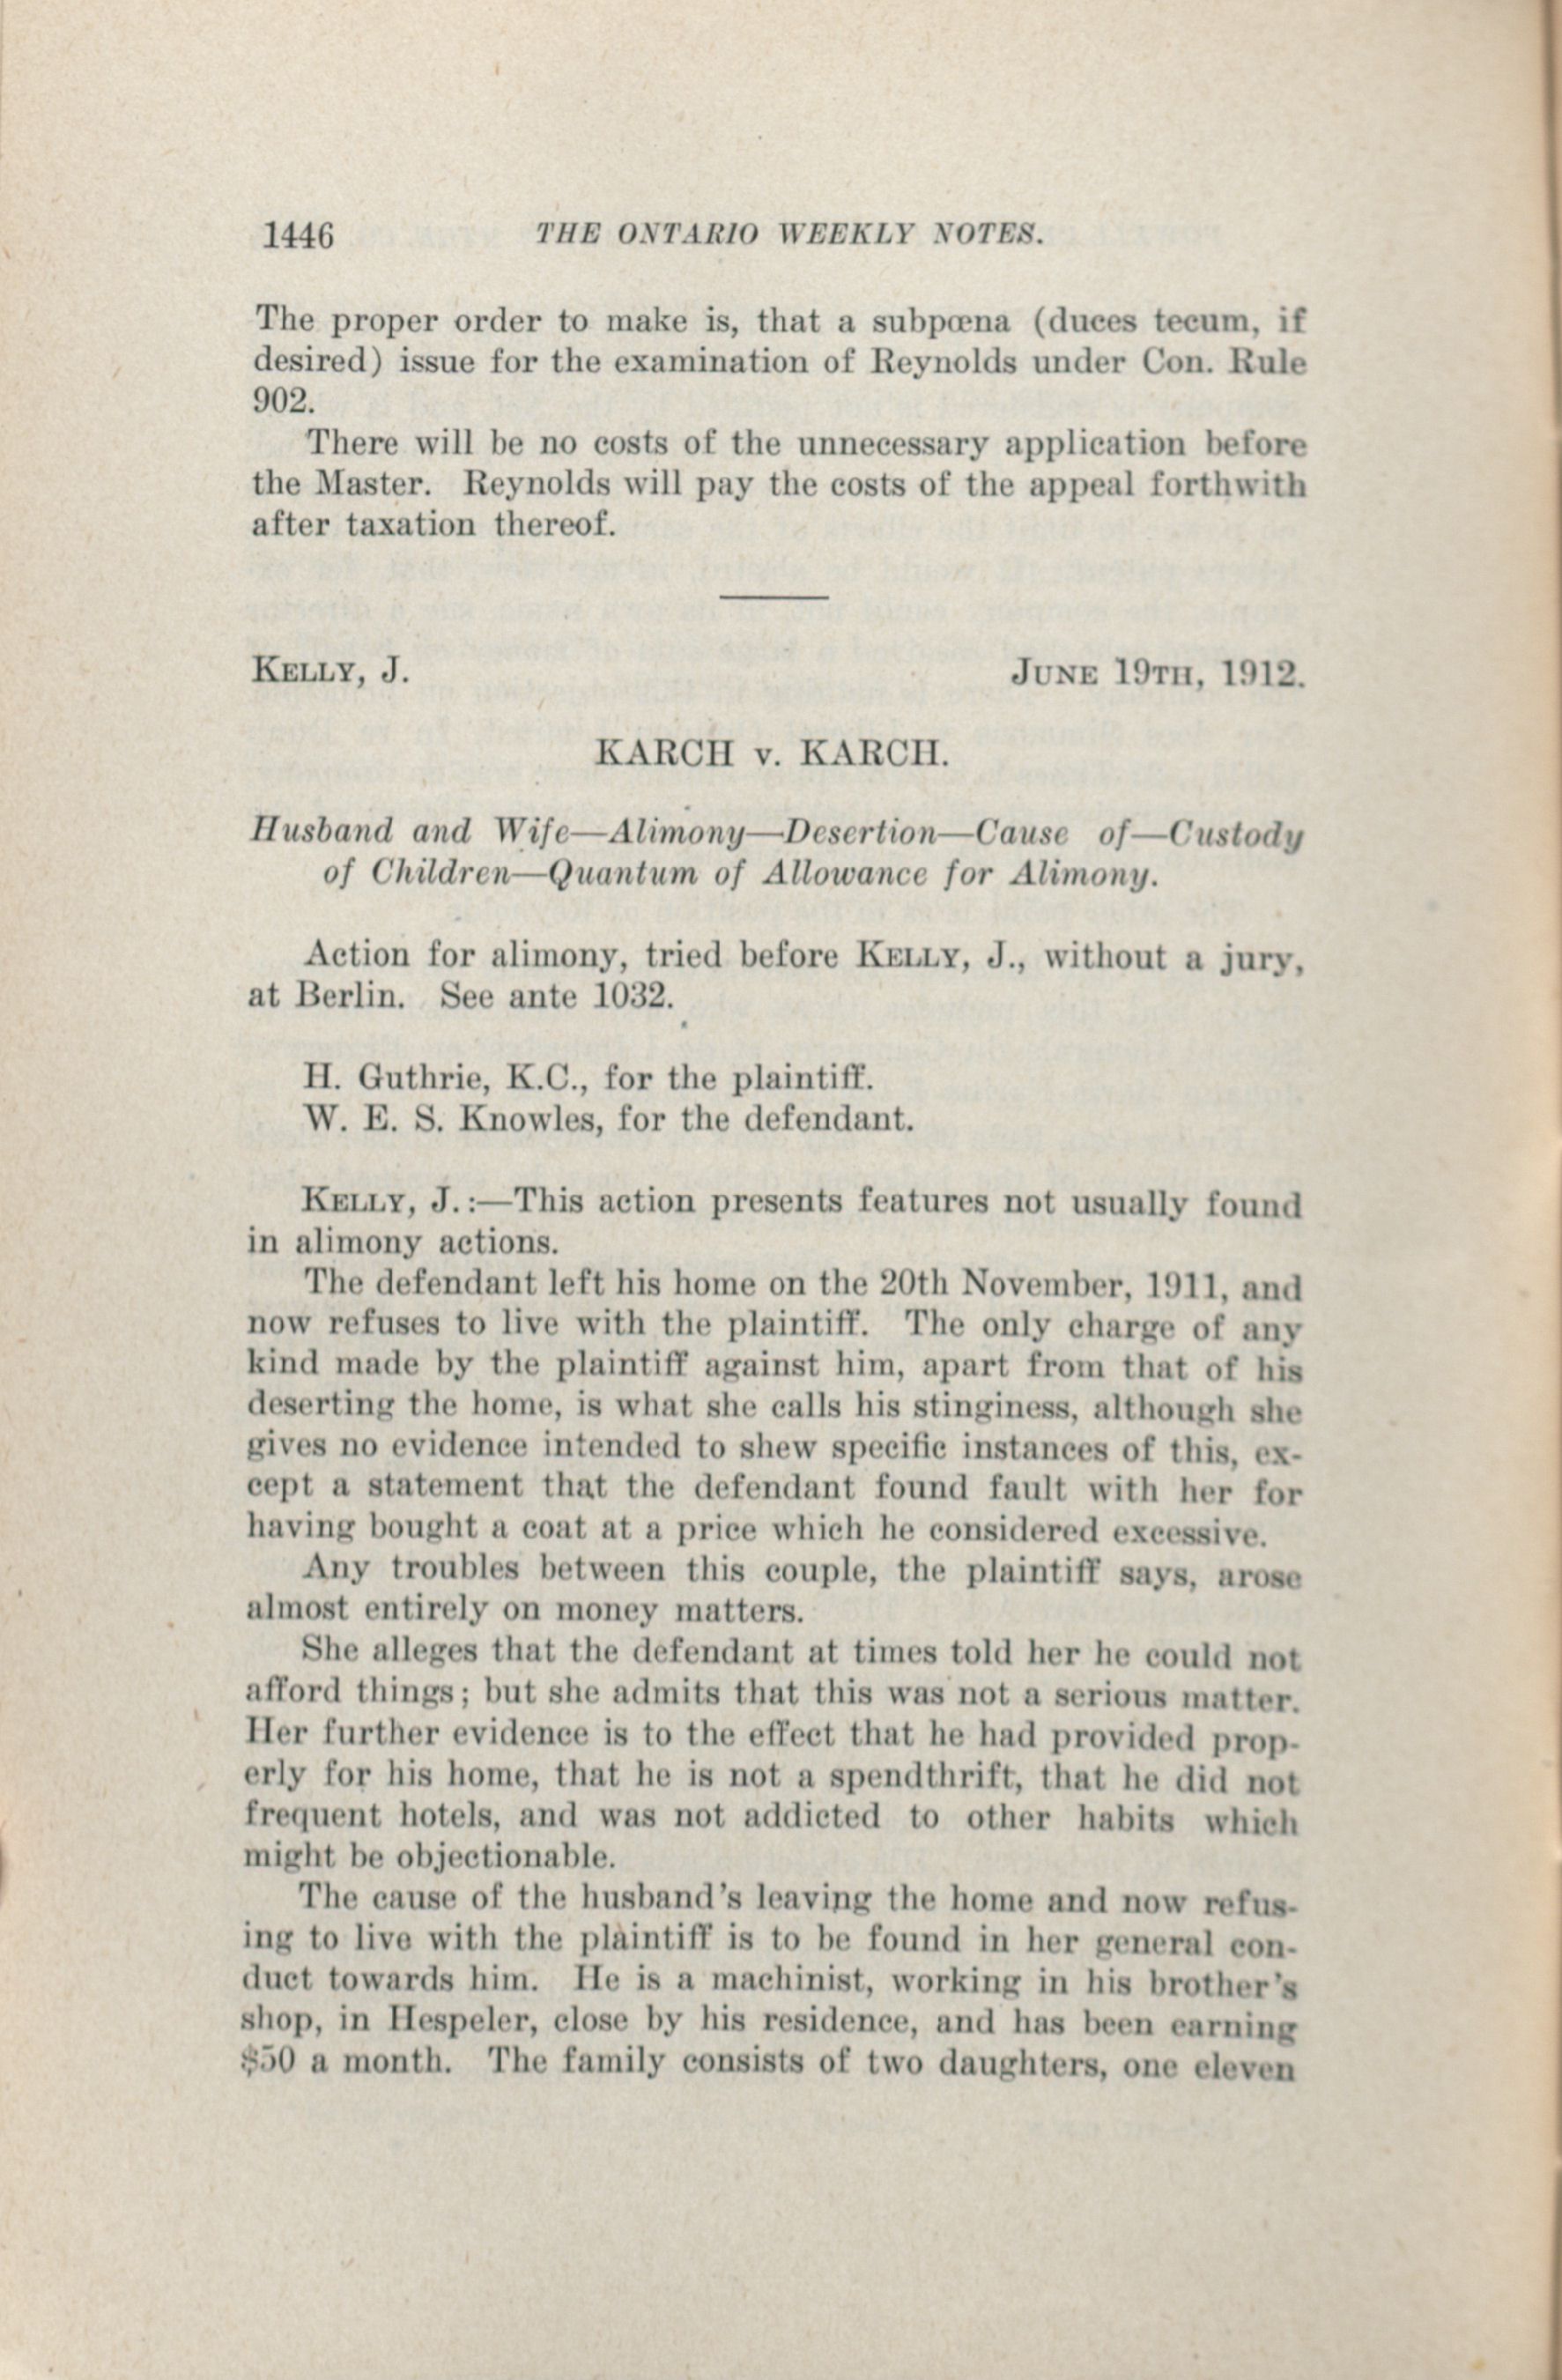 1446 THE ONTARIO WEEKLY NOTES.
The proper order to make is, that a subpœna (duces tecum, if
desired) issue for the examination of Reynolds under Con. Rule
902.
There will be no costs of the unnecessary application before
the Master. Reynolds will pay the costs of the appeal forthwith
after taxation thereof.
KELLY, J. JUNE 19TH, 1912.
KARCH v. KARCH.
Husband and Wife—Alimony—Desertion—Cause of—Custody
of Children—Quantum of Allowance for Alimony.
Action for alimony, tried before KELLY, J., without a jury,
at Berlin. See ante 1032.
H. Guthrie, K.C., for the plaintiff.
W. E. S. Knowles, for the defendant.
KELLY, J.:—This action presents features not usually found
in alimony actions.
The defendant left his home on the 20th November, 1911, and
now refuses to live with the plaintiff. The only charge of any
kind made by the plaintiff against him, apart from that of his
deserting the home, is what she calls his stinginess, although she
gives no evidence intended to shew specific instances of this, ex-
cept a statement that the defendant found fault with her for
having bought a coat at a price which he considered excessive.
Any troubles between this couple, the plaintiff says, arose
almost entirely on money matters.
She alleges that the defendant at times told her he could not
afford things; but she admits that this was not a serious matter.
Her further evidence is to the effect that he had provided prop-
erly for his home, that he is not a spendthrift, that he did not
frequent hotels, and was not addicted to other habits which
might be objectionable.
The cause of the husband's leaving the home and now refus-
ing to live with the plaintiff is to be found in her general con-
duct towards him. He is a machinist, working in his brother's
shop, in Hespeler, close by his residence, and has been earning
$50 a month. The family consists of two daughters, one eleven